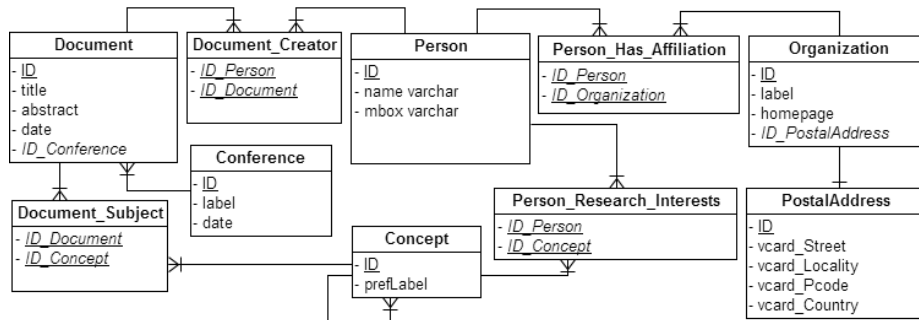 Document
- ID
- title
- abstract
- date
- ID_Conference
Document_Creator
- ID_Person
- ID_Document
Person
- ID
- name varchar
- mbox varchar
Person_Has_Affiliation
- ID_Person
- ID_Organization
Organization
- ID
- label
- homepage
- ID_PostalAddress
Conference
- ID
- label
- date
Document_Subject
- ID_Document
- ID_Concept
Concept
- ID
- prefLabel
Person_Research_Interests
- ID_Person
- ID_Concept
PostalAddress
- ID
- vcard_Street
- vcard_Locality
- vcard_Pcode
- vcard_Country